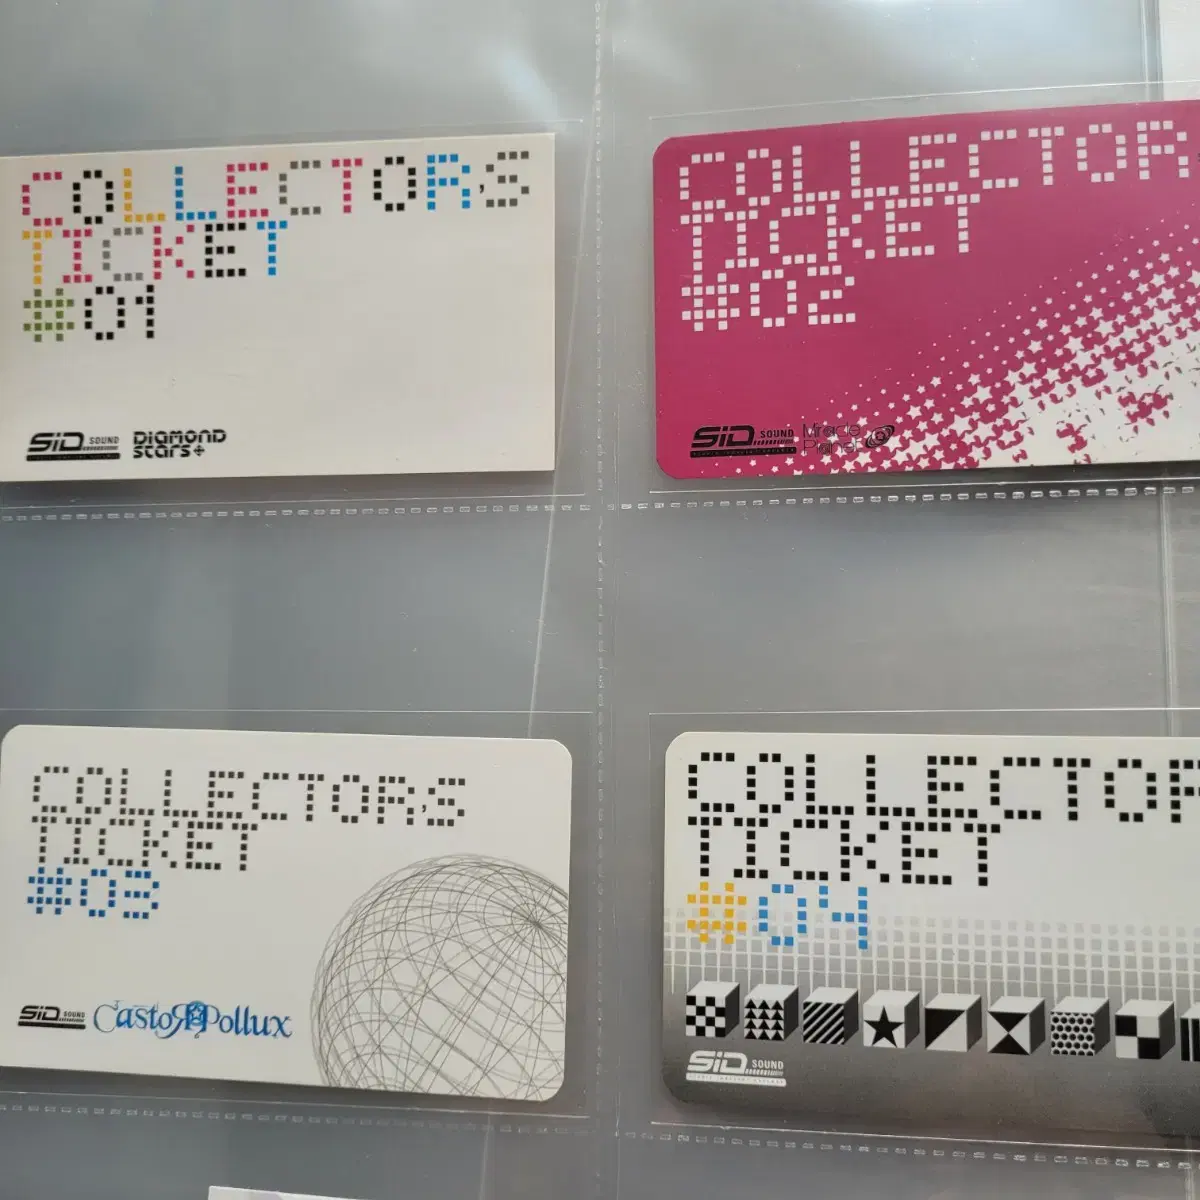 COLLECTOR'S
TICKET
#01
SiD SOUND
DIAMOND
STARS+
COLLECTOR
TICKET
#02
SiD SOUND
Miracle
Planet
COLLECTOR'S
TICKET
#03
SiD SOUND
Castor Pollux
COLLECTOR
TICKET
#04
SiD SOUND